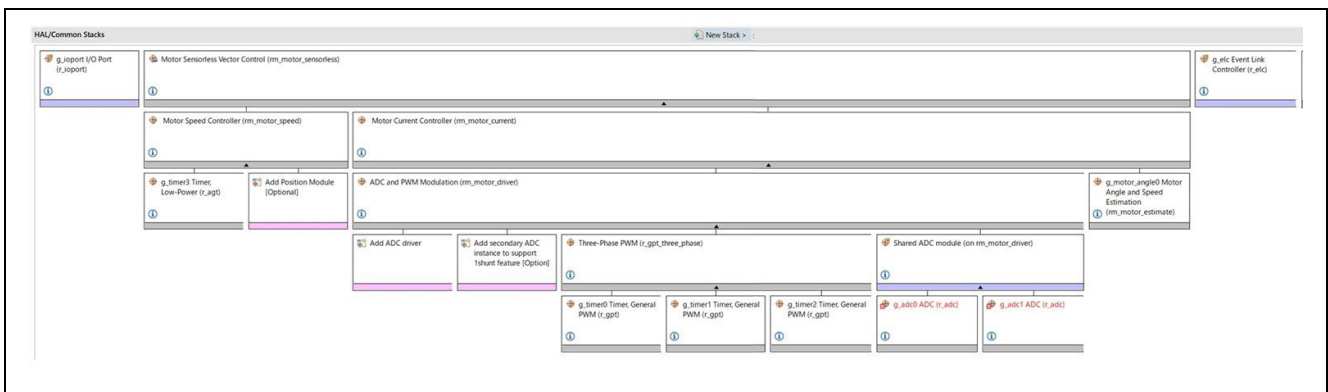 HAL/Common Stacks
New Stack >
g_ioport I/O Port
(r_ioport)
Motor Sensorless Vector Control (rm_motor_sensorless)
g_elc Event Link
Controller (r_elc)
Motor Speed Controller (rm_motor_speed)
Motor Current Controller (rm_motor_current)
g_timer3 Timer,
Low-Power (r_agt)
Add Position Module
[Optional]
ADC and PWM Modulation (rm_motor_driver)
g_motor_angle0 Motor
Angle and Speed
Estimation
(rm_motor_estimate)
Add ADC driver
Add secondary ADC
instance to support
1shunt feature [Option]
Three-Phase PWM (r_gpt_three_phase)
Shared ADC module (on rm_motor_driver)
g_timer0 Timer, General
PWM (r_gpt)
g_timer1 Timer, General
PWM (r_gpt)
g_timer2 Timer, General
PWM (r_gpt)
g_adc0 ADC (r_adc)
g_adc1 ADC (r_adc)